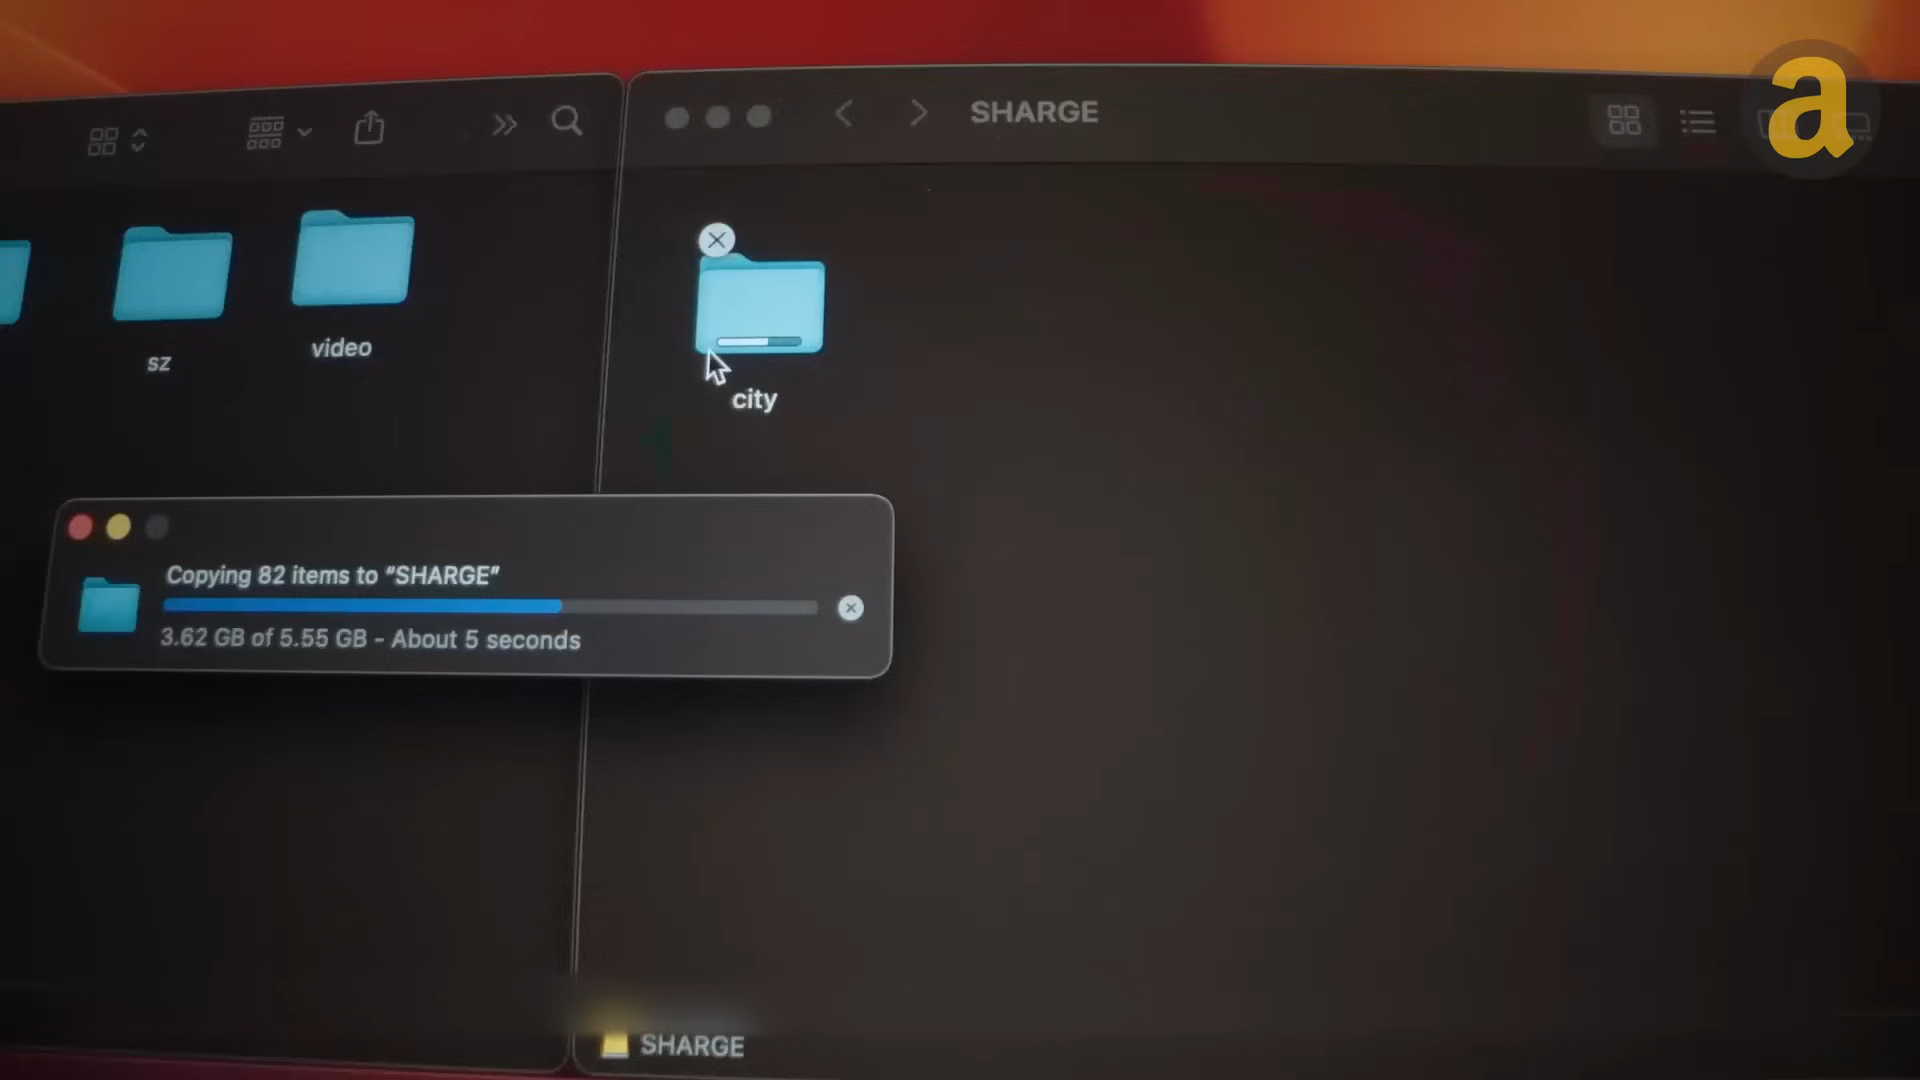 SHARGE
a
sz
video
city
Copying 82 items to “SHARGE”
3.62 GB of 5.55 GB – About 5 seconds
SHARGE